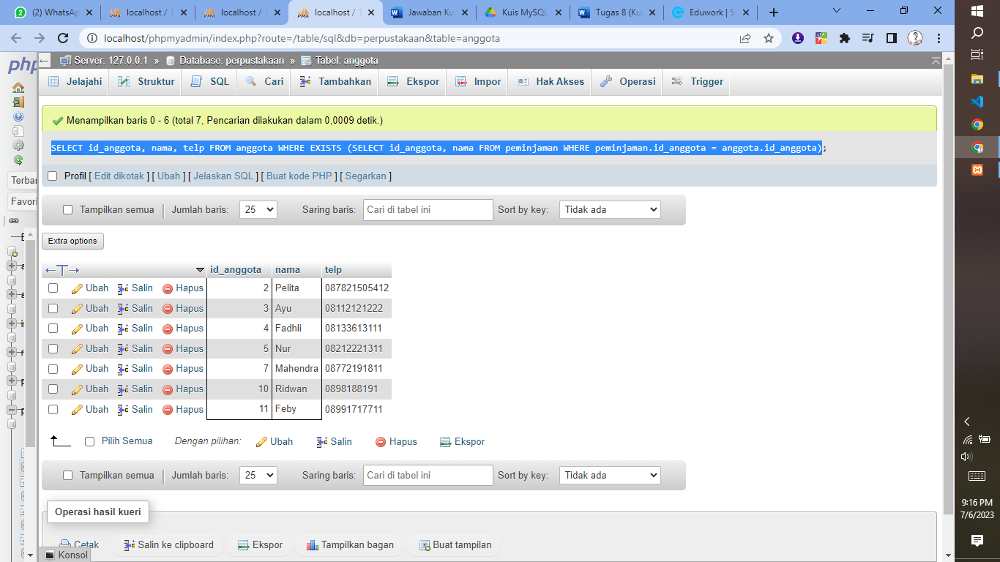 (2) WhatsAp
localhost / 1
localhost / 1
localhost / 1
Jawaban Ku
Kuis MySQL
Tugas 8 (Kui
Eduwork | S
localhost/phpmyadmin/index.php?route=/table/sql&db=perpustakaan&table=anggota
php
Server: 127.0.0.1 » Database: perpustakaan » Tabel: anggota
Jelajahi Struktur SQL Cari Tambahkan Ekspor Impor Hak Akses Operasi Trigger
Menampilkan baris 0 - 6 (total 7, Pencarian dilakukan dalam 0,0009 detik.)
SELECT id_anggota, nama, telp FROM anggota WHERE EXISTS (SELECT id_anggota, nama FROM peminjaman WHERE peminjaman.id_anggota = anggota.id_anggota);
Profil [ Edit dikotak ] [ Ubah ] [ Jelaskan SQL ] [ Buat kode PHP ] [ Segarkan ]
Terbar
Favori
Tampilkan semua | Jumlah baris: 25 Saring baris: Cari di tabel ini Sort by key: Tidak ada
Extra options
id_anggota nama telp
Ubah Salin Hapus 2 Pelita 087821505412
Ubah Salin Hapus 3 Ayu 08112121222
Ubah Salin Hapus 4 Fadhli 08133613111
Ubah Salin Hapus 5 Nur 08212221311
Ubah Salin Hapus 7 Mahendra 08772191811
Ubah Salin Hapus 10 Ridwan 0898188191
Ubah Salin Hapus 11 Feby 08991717711
Pilih Semua Dengan pilihan: Ubah Salin Hapus Ekspor
Tampilkan semua | Jumlah baris: 25 Saring baris: Cari di tabel ini Sort by key: Tidak ada
Operasi hasil kueri
Cetak Salin ke clipboard Ekspor Tampilkan bagan Buat tampilan
Konsol
9:16 PM
7/6/2023